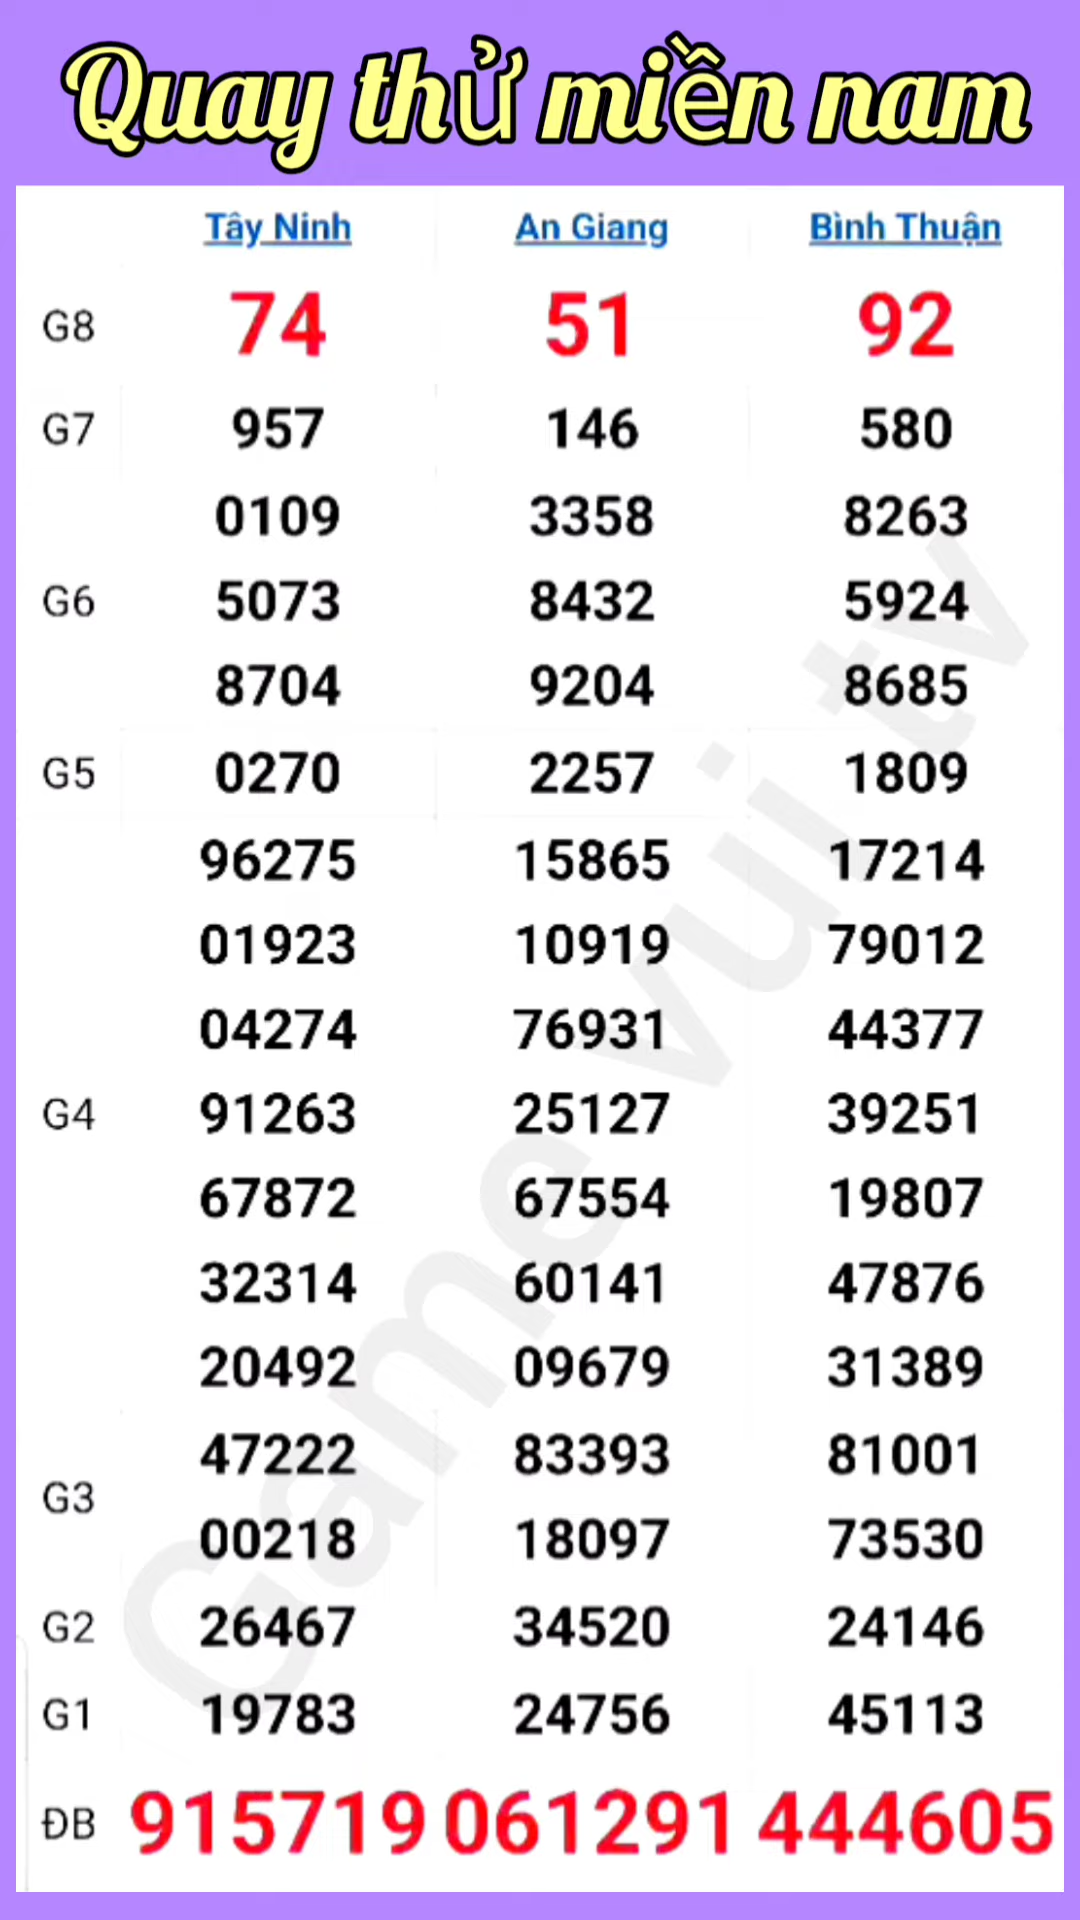 Quay thử miền nam
Tây Ninh An Giang Bình Thuận
G8 74 51 92
G7 957 146 580
0109 3358 8263
G6 5073 8432 5924
8704 9204 8685
G5 0270 2257 1809
96275 15865 17214
01923 10919 79012
04274 76931 44377
G4 91263 25127 39251
67872 67554 19807
32314 60141 47876
20492 09679 31389
47222 83393 81001
G3
00218 18097 73530
G2 26467 34520 24146
G1 19783 24756 45113
ĐB 915719 061291 444605
Game vui tv